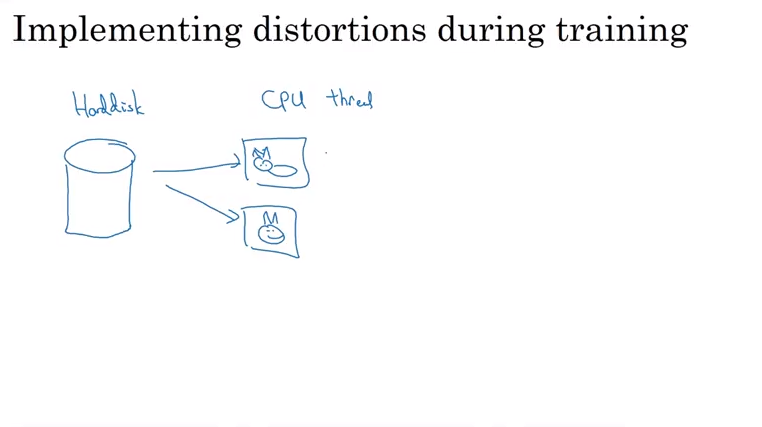 Implementing distortions during training
Harddisk
CPU thread